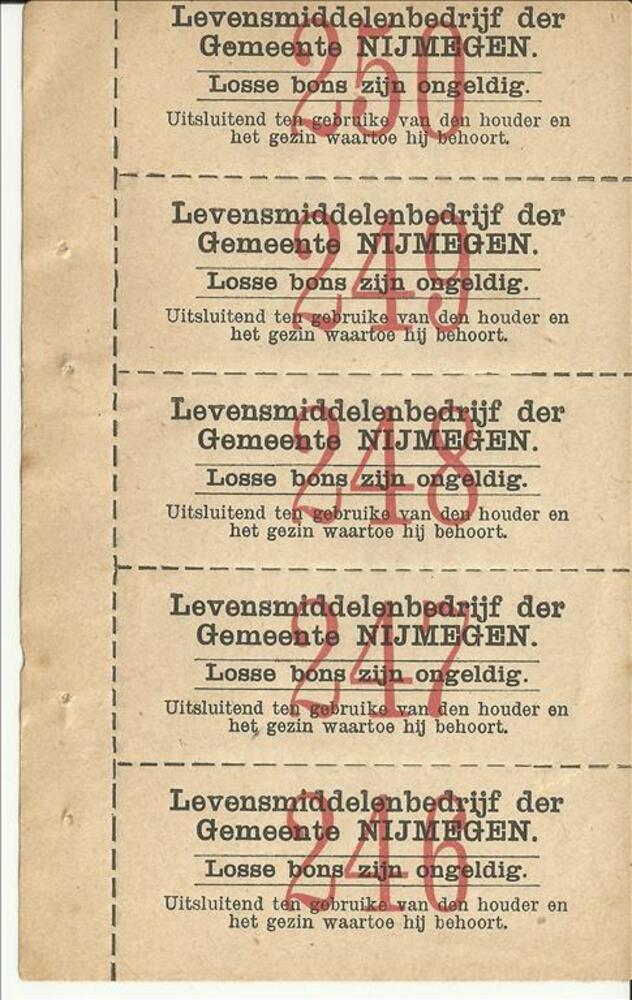 Levensmiddelenbedrijf der
Gemeente NIJMEGEN.
250
Losse bons zijn ongeldig.
Uitsluitend ten gebruike van den houder en
het gezin waartoe hij behoort.
Levensmiddelenbedrijf der
Gemeente NIJMEGEN.
249
Losse bons zijn ongeldig.
Uitsluitend ten gebruike van den houder en
het gezin waartoe hij behoort.
Levensmiddelenbedrijf der
Gemeente NIJMEGEN.
248
Losse bons zijn ongeldig.
Uitsluitend ten gebruike van den houder en
het gezin waartoe hij behoort.
Levensmiddelenbedrijf der
Gemeente NIJMEGEN.
247
Losse bons zijn ongeldig.
Uitsluitend ten gebruike van den houder en
het gezin waartoe hij behoort.
Levensmiddelenbedrijf der
Gemeente NIJMEGEN.
246
Losse bons zijn ongeldig.
Uitsluitend ten gebruike van den houder en
het gezin waartoe hij behoort.